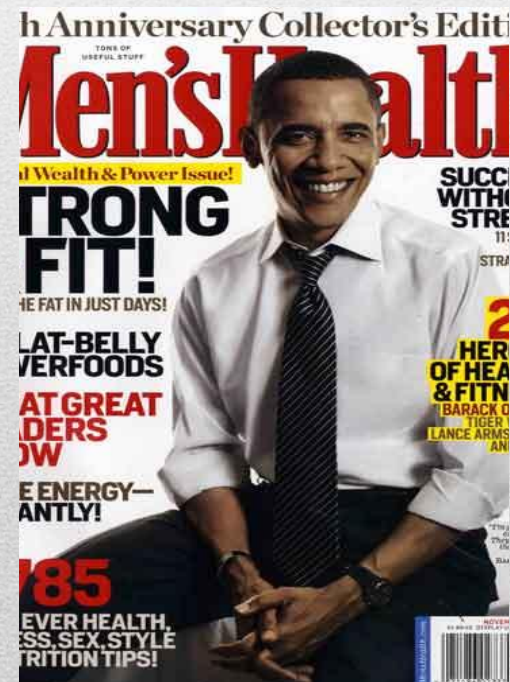 h Anniversary Collector's Editi
TONS OF
USEFUL STUFF
Men's Healt
l Wealth & Power Issue!
TRONG
FIT!
HE FAT IN JUST DAYS!
LAT-BELLY
VERFOODS
AT GREAT
ADERS
OW
E ENERGY—
ANTLY!
785
EVER HEALTH,
ESS, SEX, STYLE
TRITION TIPS!
SUCC
WITHO
STRE
11 S
STRA
2
HER
OF HEA
& FITN
BARACK O
TIGER
LANCE ARMS
AN
NOVEM